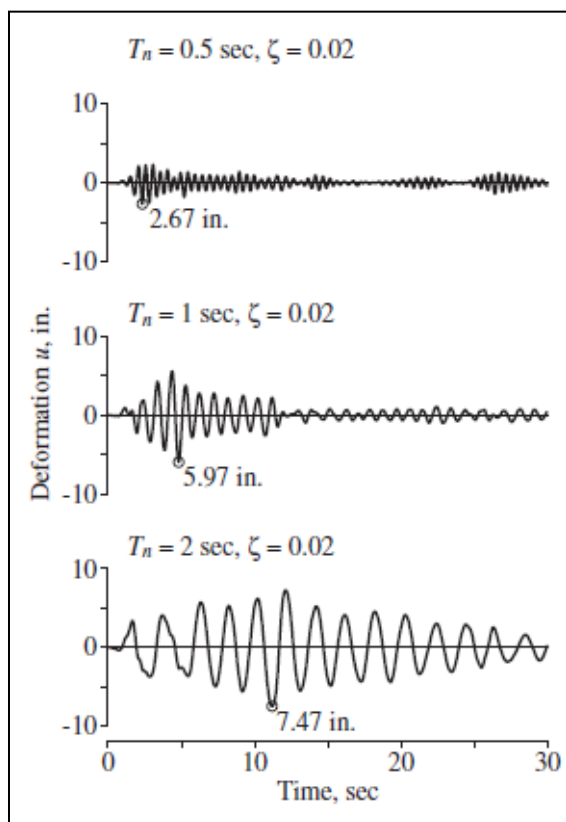 Tn = 0.5 sec, ζ = 0.02
10
0
-10
2.67 in.
Tn = 1 sec, ζ = 0.02
10
0
-10
5.97 in.
Deformation u, in.
Tn = 2 sec, ζ = 0.02
10
0
-10
7.47 in.
0 10 20 30
Time, sec